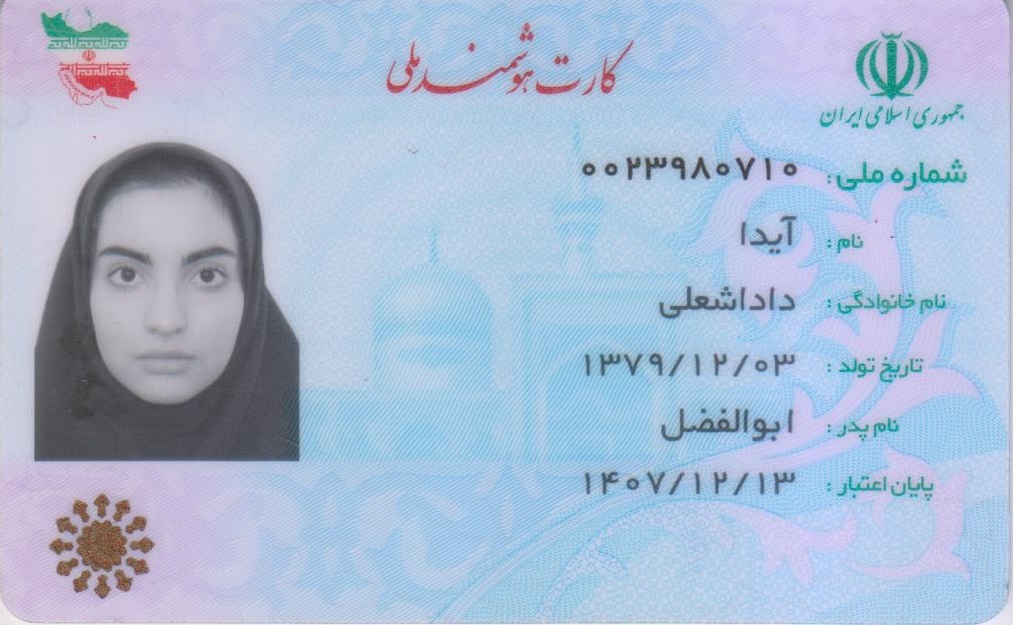 کارت هوشمند ملی
جمهوری اسلامی ایران
شماره ملی: ۰۰۲۳۹۸۰۷۱۰
نام: آیدا
نام خانوادگی: داداشعلی
تاریخ تولد: ۱۳۷۹/۱۲/۰۳
نام پدر: ابوالفضل
پایان اعتبار: ۱۴۰۷/۱۲/۱۳